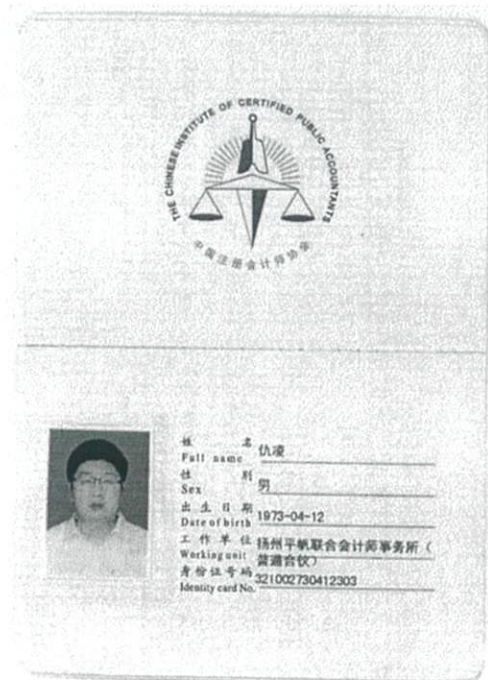 THE CHINESE INSTITUTE OF CERTIFIED PUBLIC ACCOUNTANTS
中国注册会计师协会
姓 名 仇凌
Full name
性 别 男
Sex
出生日期 1973-04-12
Date of birth
工作单位 扬州平帆联合会计师事务所（
Working unit 普通合伙）
身份证号码 321002730412303
Identity card No.